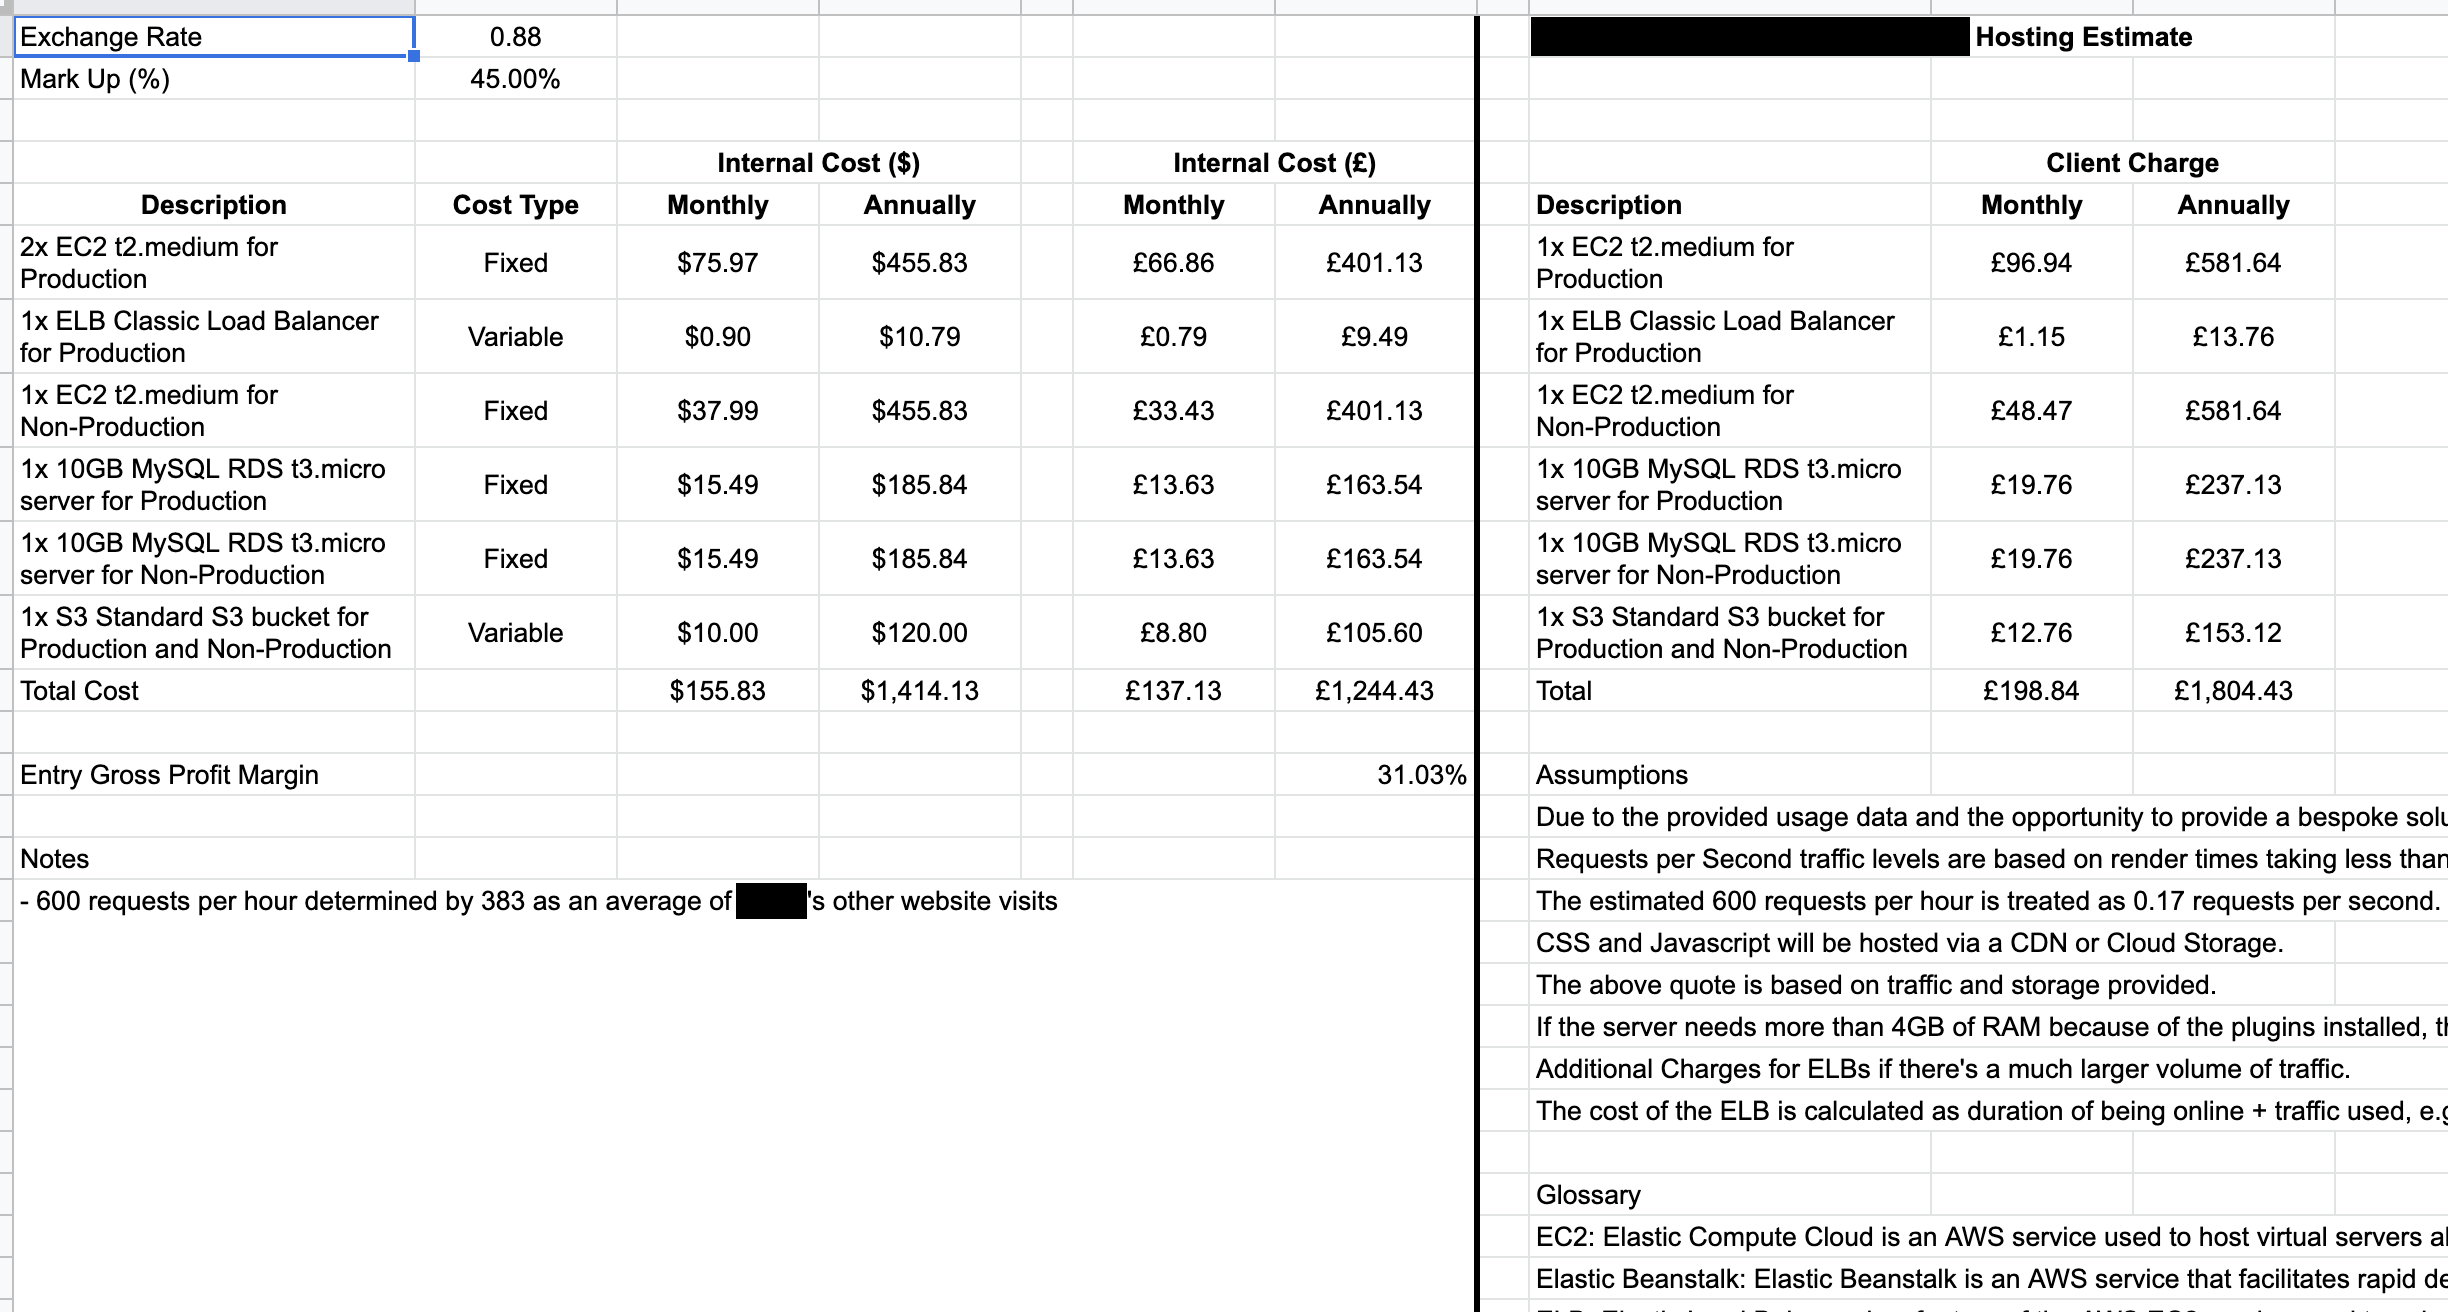 Exchange Rate 0.88 Hosting Estimate
Mark Up (%) 45.00%
Internal Cost ($) Internal Cost (£) Client Charge
Description Cost Type Monthly Annually Monthly Annually Description Monthly Annually
2x EC2 t2.medium for
Production Fixed $75.97 $455.83 £66.86 £401.13 1x EC2 t2.medium for
Production £96.94 £581.64
1x ELB Classic Load Balancer
for Production Variable $0.90 $10.79 £0.79 £9.49 1x ELB Classic Load Balancer
for Production £1.15 £13.76
1x EC2 t2.medium for
Non-Production Fixed $37.99 $455.83 £33.43 £401.13 1x EC2 t2.medium for
Non-Production £48.47 £581.64
1x 10GB MySQL RDS t3.micro
server for Production Fixed $15.49 $185.84 £13.63 £163.54 1x 10GB MySQL RDS t3.micro
server for Production £19.76 £237.13
1x 10GB MySQL RDS t3.micro
server for Non-Production Fixed $15.49 $185.84 £13.63 £163.54 1x 10GB MySQL RDS t3.micro
server for Non-Production £19.76 £237.13
1x S3 Standard S3 bucket for
Production and Non-Production Variable $10.00 $120.00 £8.80 £105.60 1x S3 Standard S3 bucket for
Production and Non-Production £12.76 £153.12
Total Cost $155.83 $1,414.13 £137.13 £1,244.43 Total £198.84 £1,804.43
Entry Gross Profit Margin 31.03% Assumptions
Due to the provided usage data and the opportunity to provide a bespoke
Notes Requests per Second traffic levels are based on render times taking less than
- 600 requests per hour determined by 383 as an average of 's other website visits The estimated 600 requests per hour is treated as 0.17 requests per second.
CSS and Javascript will be hosted via a CDN or Cloud Storage.
The above quote is based on traffic and storage provided.
If the server needs more than 4GB of RAM because of the plugins installed,
Additional Charges for ELBs if there's a much larger volume of traffic.
The cost of the ELB is calculated as duration of being online + traffic used,
Glossary
EC2: Elastic Compute Cloud is an AWS service used to host virtual servers
Elastic Beanstalk: Elastic Beanstalk is an AWS service that facilitates rapid